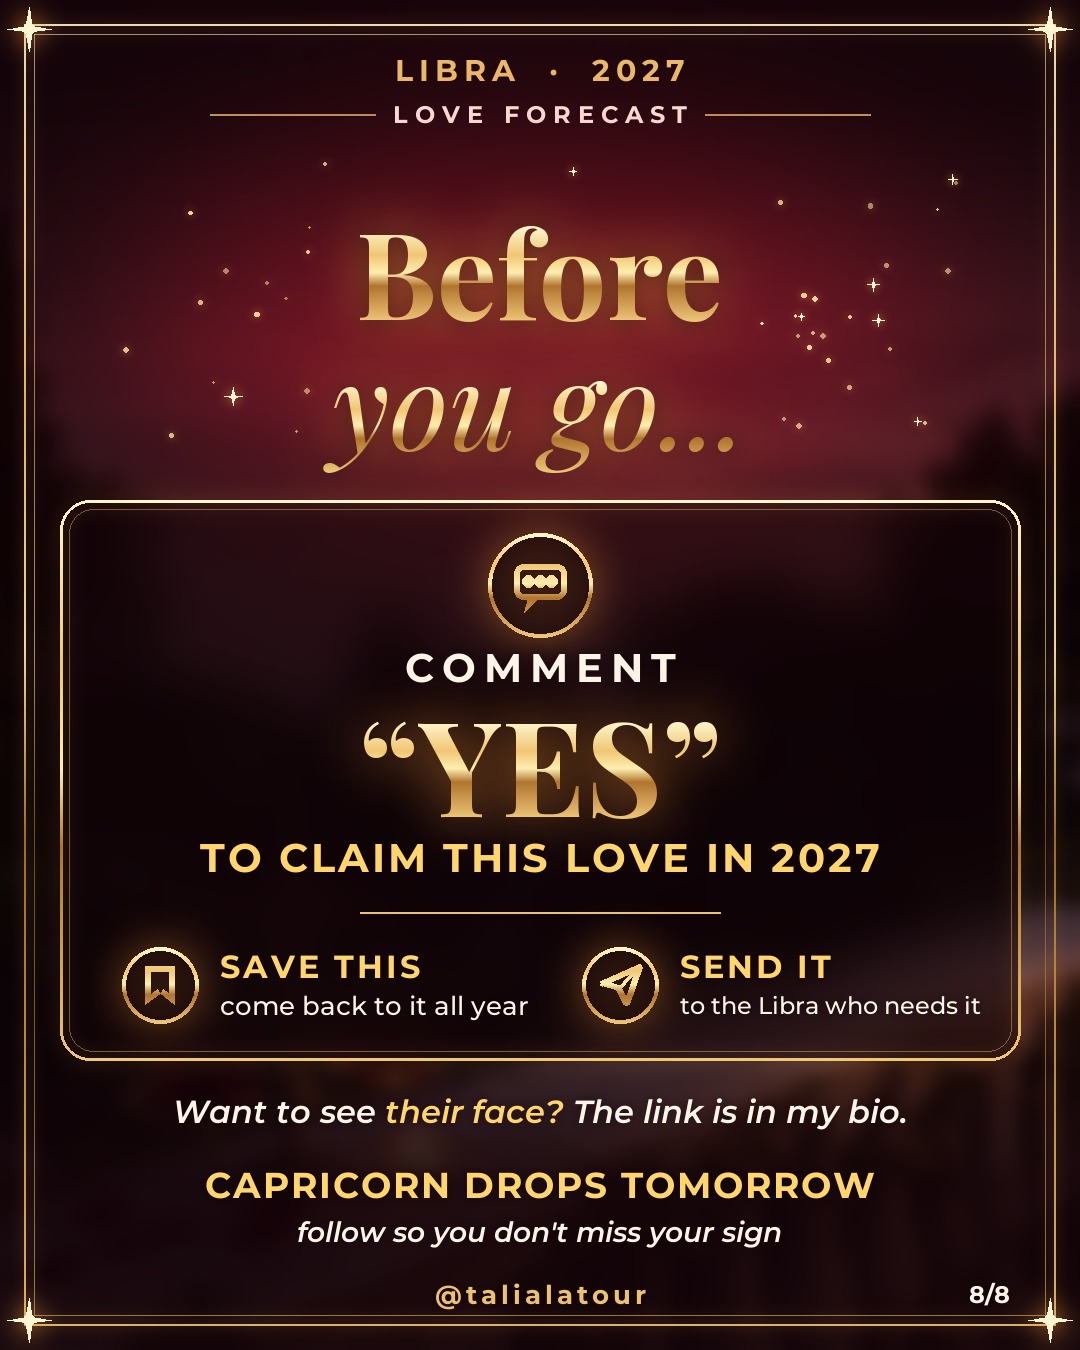 LIBRA · 2027
LOVE FORECAST
Before
you go...
COMMENT
“YES”
TO CLAIM THIS LOVE IN 2027
SAVE THIS
come back to it all year
SEND IT
to the Libra who needs it
Want to see their face? The link is in my bio.
CAPRICORN DROPS TOMORROW
follow so you don't miss your sign
@talialatour
8/8